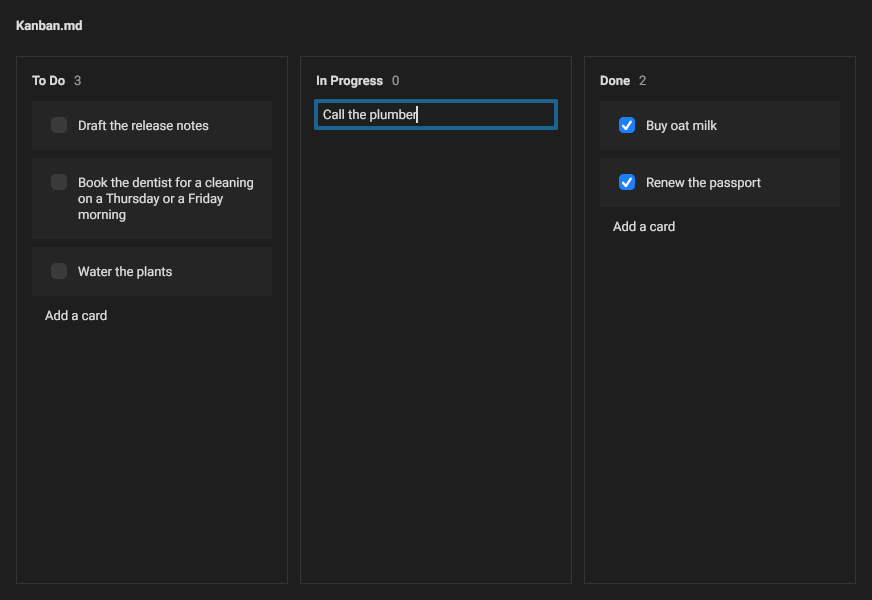 Kanban.md
To Do 3
Draft the release notes
Book the dentist for a cleaning
on a Thursday or a Friday
morning
Water the plants
Add a card
In Progress 0
Call the plumber
Done 2
Buy oat milk
Renew the passport
Add a card